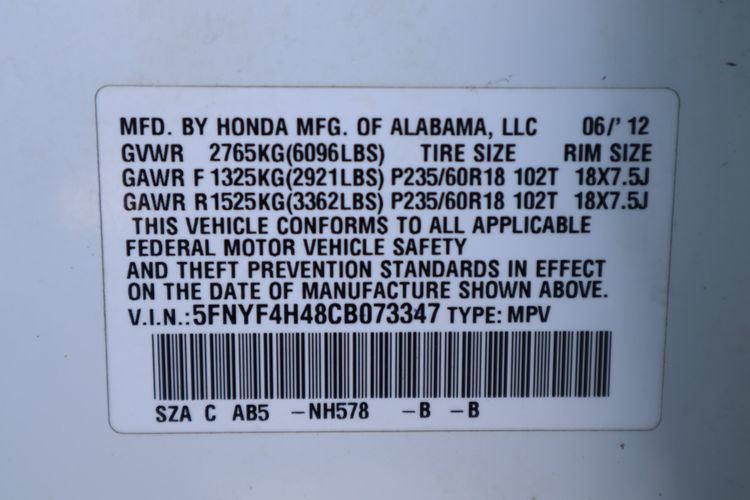 MFD. BY HONDA MFG. OF ALABAMA, LLC 06/'12
GVWR 2765KG(6096LBS) TIRE SIZE RIM SIZE
GAWR F 1325KG(2921LBS) P235/60R18 102T 18X7.5J
GAWR R 1525KG(3362LBS) P235/60R18 102T 18X7.5J
THIS VEHICLE CONFORMS TO ALL APPLICABLE
FEDERAL MOTOR VEHICLE SAFETY
AND THEFT PREVENTION STANDARDS IN EFFECT
ON THE DATE OF MANUFACTURE SHOWN ABOVE.
V.I.N.:5FNYF4H48CB073347 TYPE: MPV
SZA C AB5 -NH578 -B -B